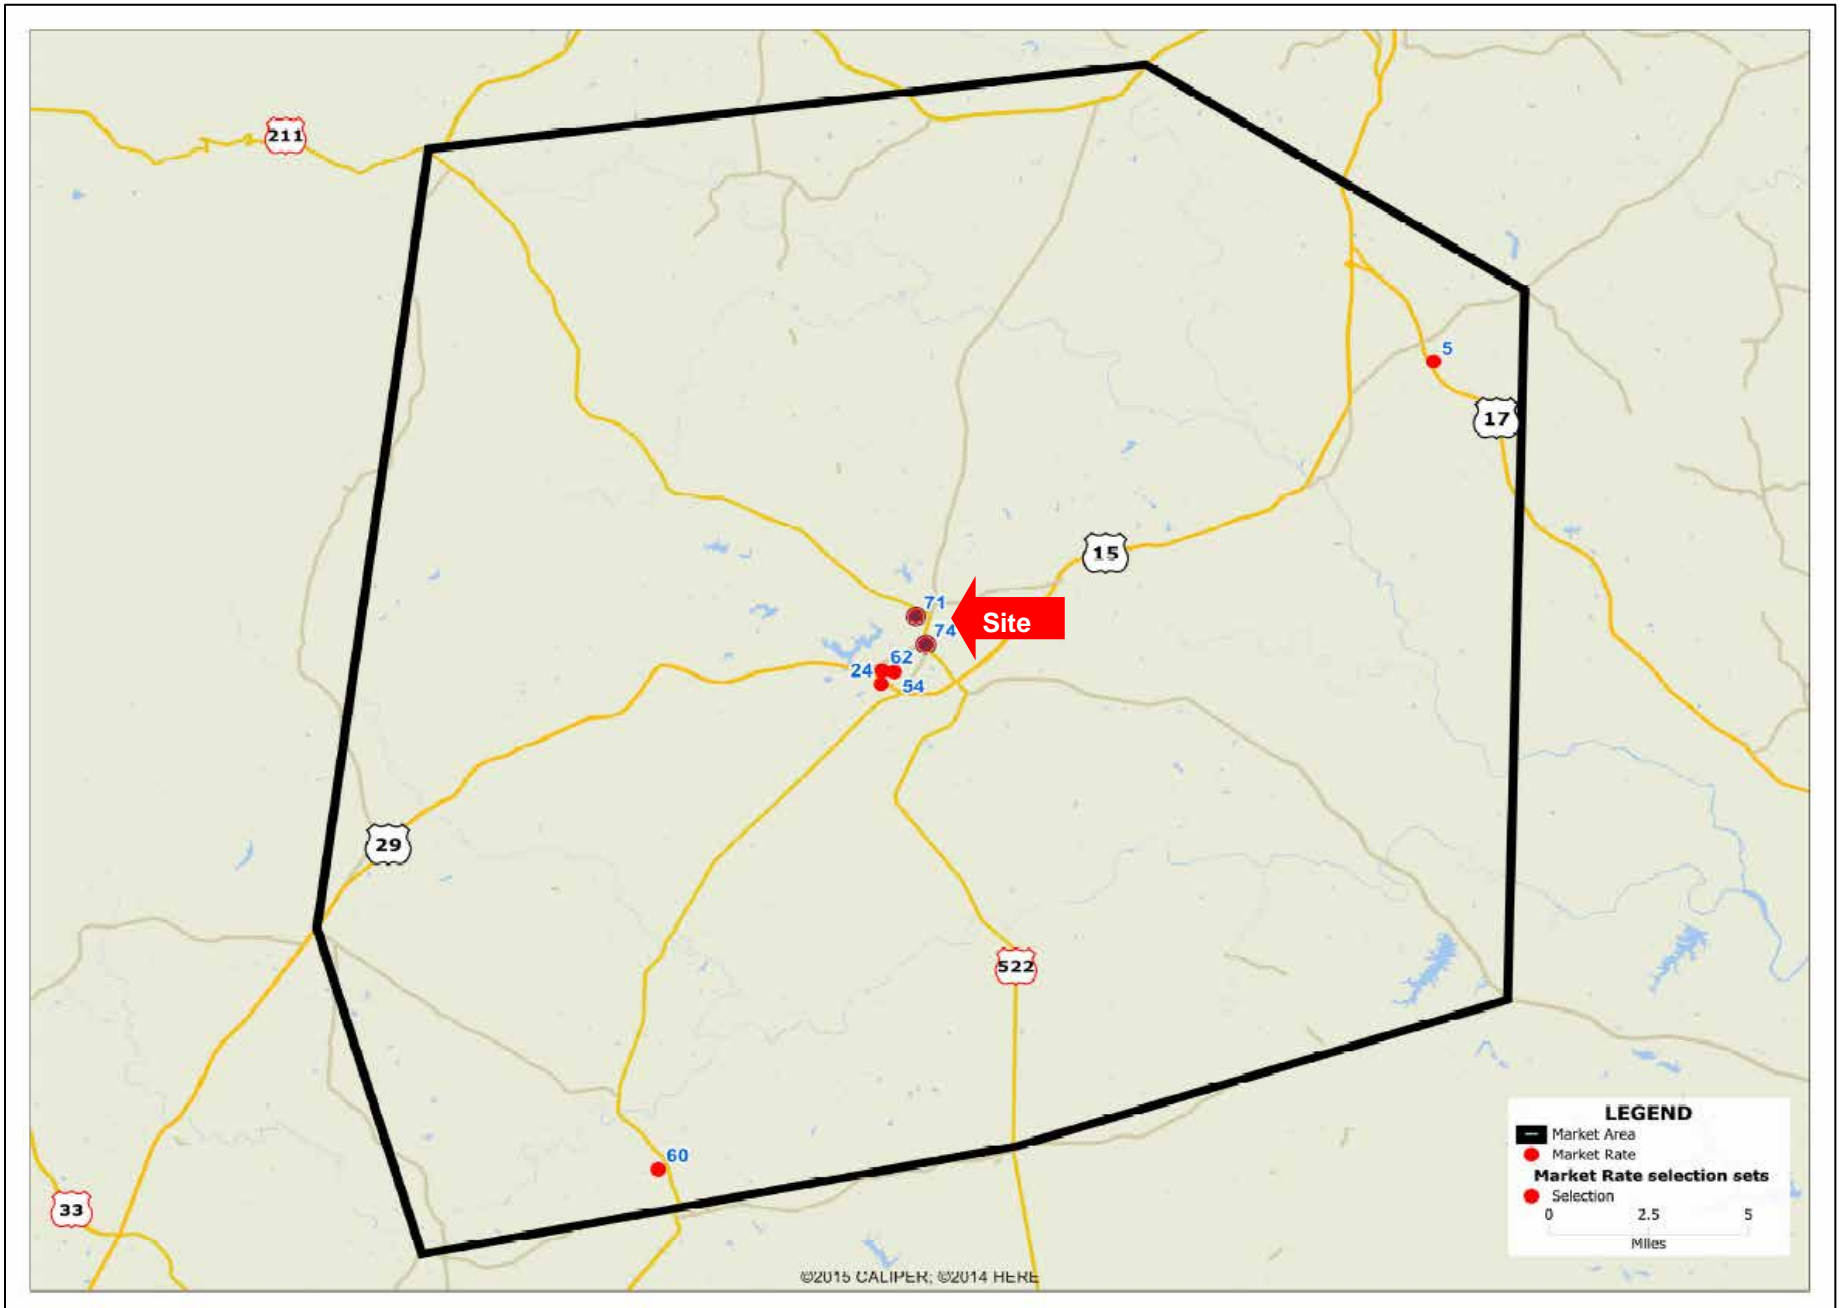 211
5
17
15
71
Site
74
62
24
54
29
522
LEGEND
Market Area
Market Rate
60
Market Rate selection sets
Selection
33
0 2.5 5
Miles
©2015 CALIPER; ©2014 HERE